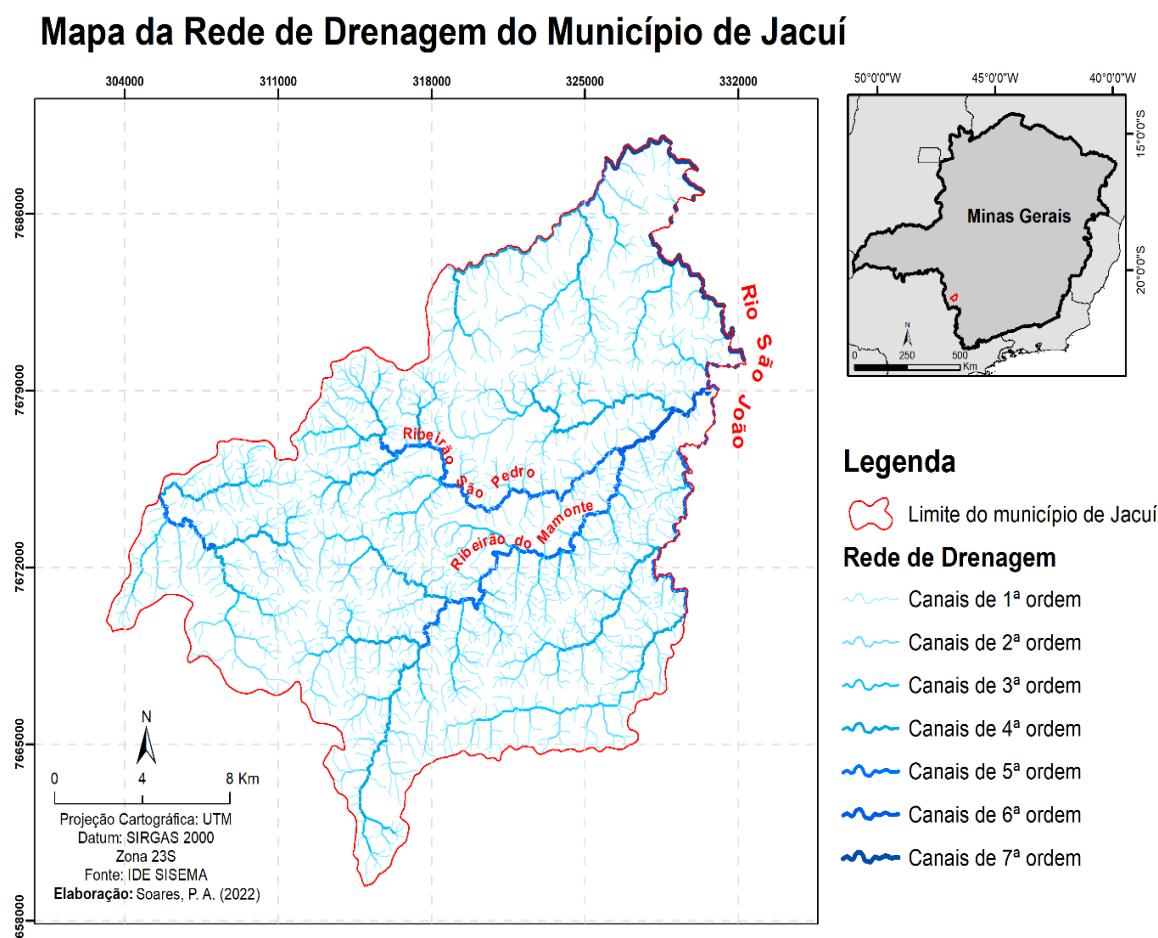 Mapa da Rede de Drenagem do Município de Jacuí
304000
311000
318000
325000
332000
7686000
7679000
7672000
7665000
7658000
Rio São João
Ribeirão São Pedro
Ribeirão do Mamonte
N
0 4 8 Km
Projeção Cartográfica: UTM
Datum: SIRGAS 2000
Zona 23S
Fonte: IDE SISEMA
Elaboração: Soares, P. A. (2022)
50°0'0"W
45°0'0"W
40°0'0"W
15°0'0"S
20°0'0"S
Minas Gerais
N
0 250 500
Km
Legenda
Limite do município de Jacuí
Rede de Drenagem
Canais de 1ª ordem
Canais de 2ª ordem
Canais de 3ª ordem
Canais de 4ª ordem
Canais de 5ª ordem
Canais de 6ª ordem
Canais de 7ª ordem